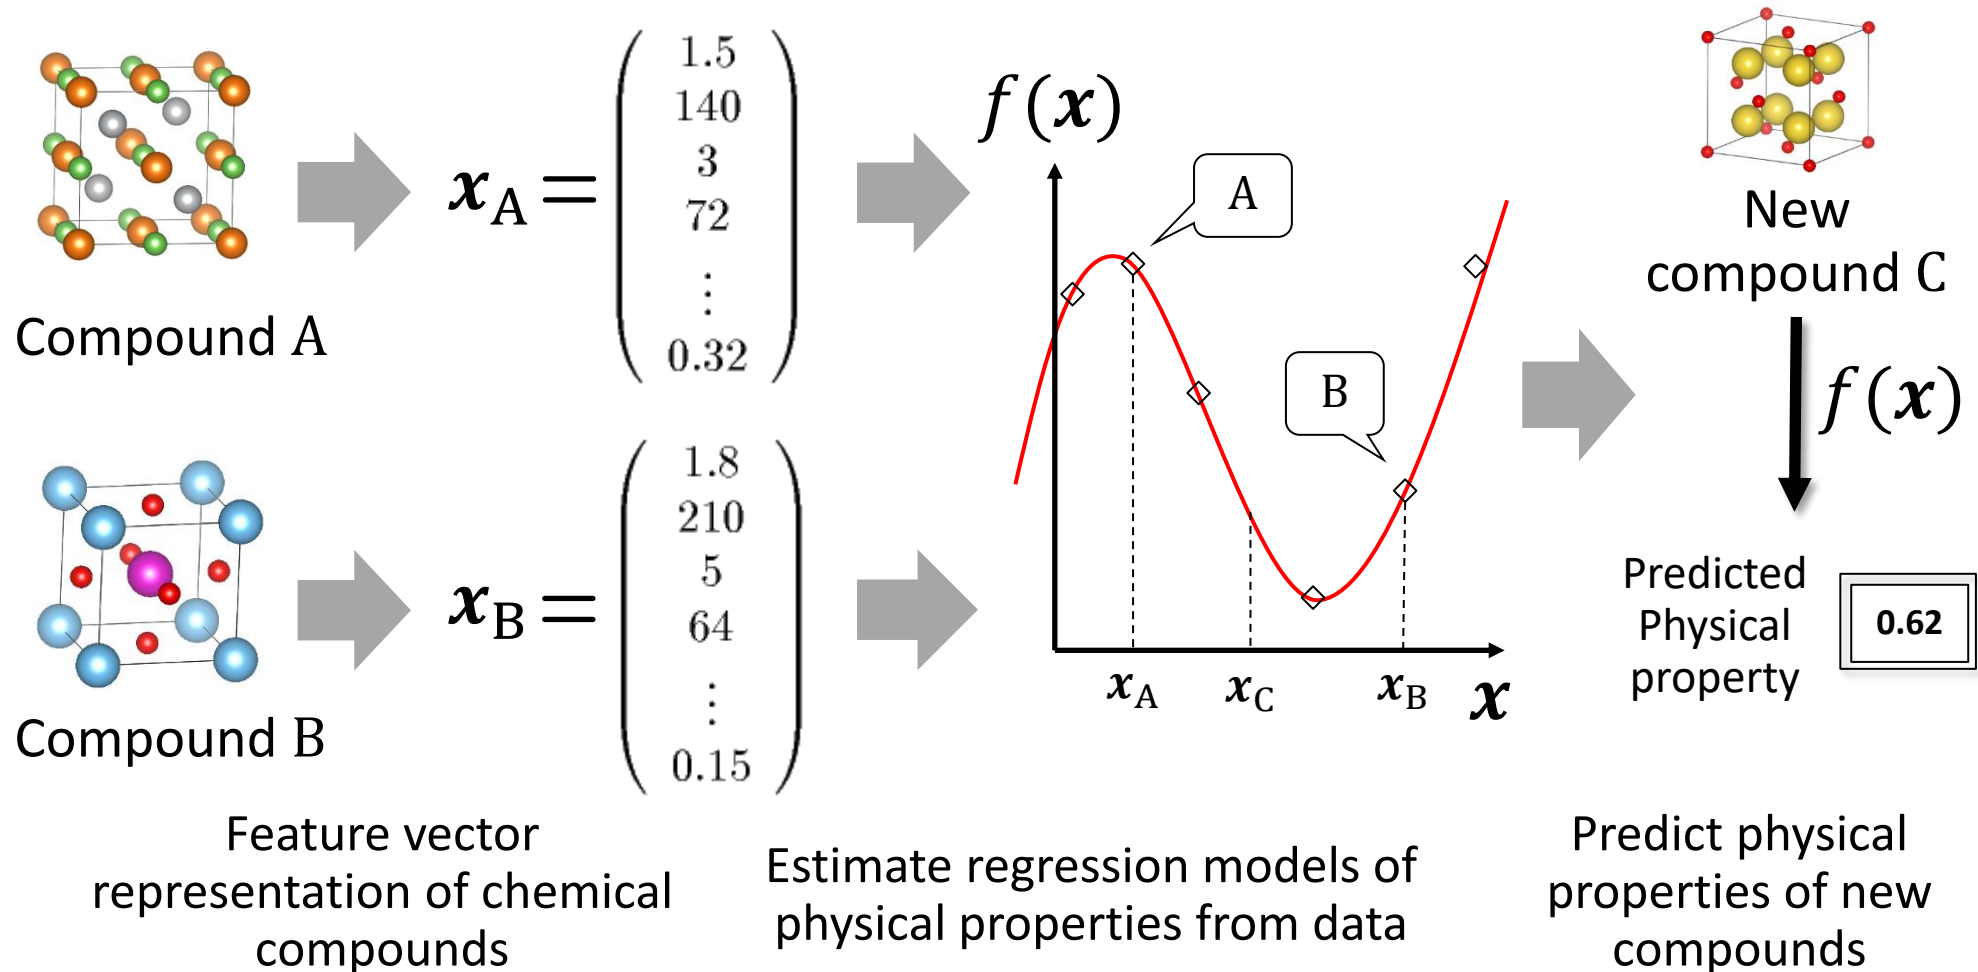 Compound A
x_A =
1.5
140
3
72
⋮
0.32
Compound B
x_B =
1.8
210
5
64
⋮
0.15
Feature vector
representation of chemical
compounds
f(x)
A
B
x_A
x_C
x_B
x
Estimate regression models of
physical properties from data
New
compound C
f(x)
Predicted
Physical
property
0.62
Predict physical
properties of new
compounds